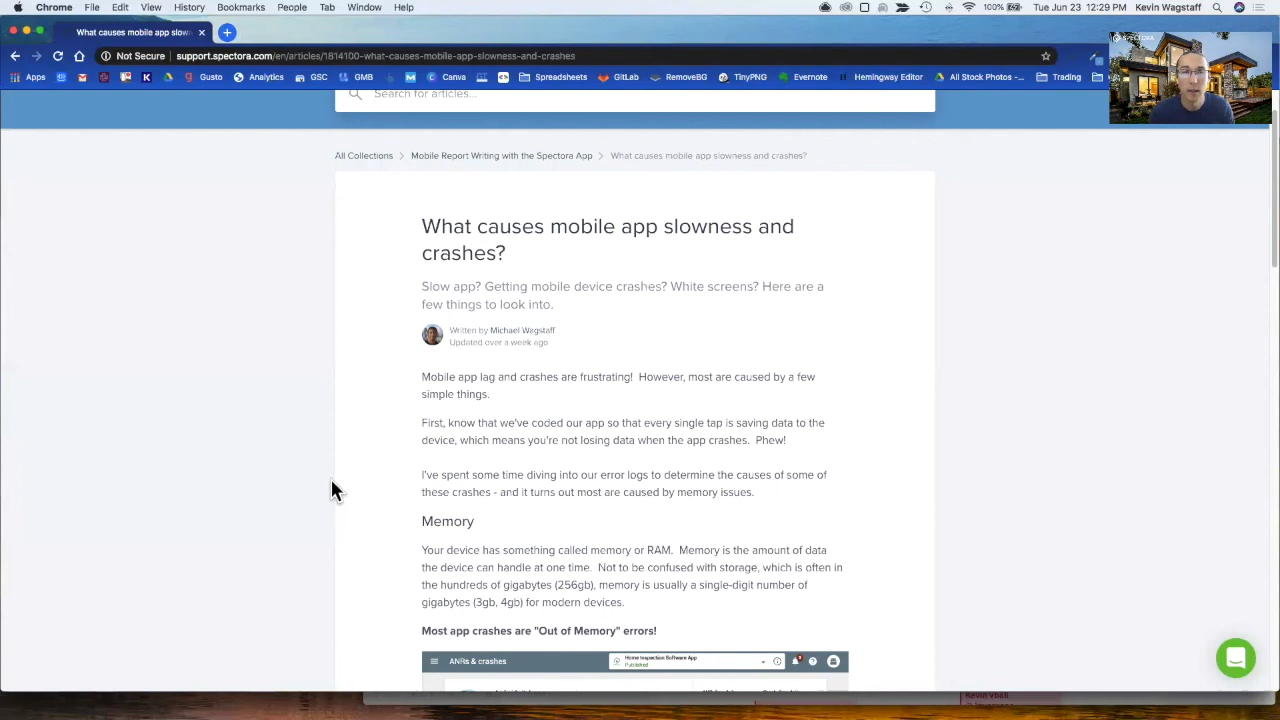 Chrome File Edit View History Bookmarks People Tab Window Help 100% Tue Jun 23 12:29 PM Kevin Wagstaff
What causes mobile app slow
Not Secure support.spectora.com/en/articles/1814100-what-causes-mobile-app-slowness-and-crashes
Apps Gusto Analytics GSC GMB Canva Spreadsheets GitLab RemoveBG TinyPNG Evernote Hemingway Editor All Stock Photos -... Trading
SPECTORA
Search for articles...
All Collections Mobile Report Writing with the Spectora App What causes mobile app slowness and crashes?
What causes mobile app slowness and
crashes?
Slow app? Getting mobile device crashes? White screens? Here are a
few things to look into.
Written by Michael Wagstaff
Updated over a week ago
Mobile app lag and crashes are frustrating! However, most are caused by a few
simple things.
First, know that we've coded our app so that every single tap is saving data to the
device, which means you're not losing data when the app crashes. Phew!
I've spent some time diving into our error logs to determine the causes of some of
these crashes - and it turns out most are caused by memory issues.
Memory
Your device has something called memory or RAM. Memory is the amount of data
the device can handle at one time. Not to be confused with storage, which is often in
the hundreds of gigabytes (256gb), memory is usually a single-digit number of
gigabytes (3gb, 4gb) for modern devices.
Most app crashes are "Out of Memory" errors!
ANRs & crashes
Home Inspection Software App
Published